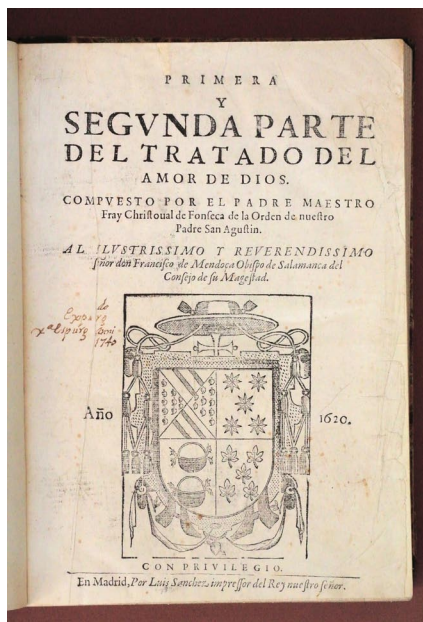 PRIMERA
Y
SEGVNDA PARTE
DEL TRATADO DEL
AMOR DE DIOS.
COMPVESTO POR EL PADRE MAESTRO
Fray Christoual de Fonseca de la Orden de nuestro
Padre San Agustin.
AL ILVSTRISSIMO Y REVERENDISSIMO
señor don Francisco de Mendoça Obispo de Salamanca del
Consejo de su Magestad.
de
1740
Año
1620.
CON PRIVILEGIO.
En Madrid, Por Luis Sanchez impressor del Rey nuestro señor.